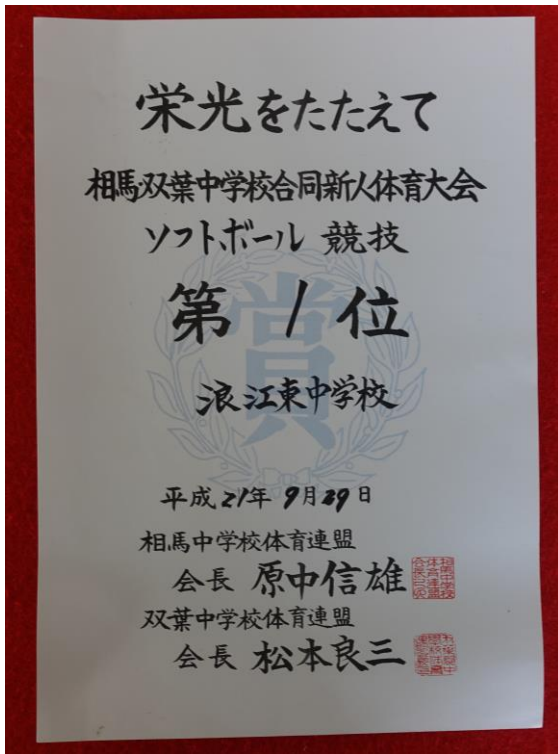 栄光をたたえて
相馬・双葉中学校合同新人体育大会
ソフトボール 競技
賞
第 1 位
浪江東中学校
平成21年 9月29日
相馬中学校体育連盟
会長 原中信雄
双葉中学校体育連盟
会長 松本良三